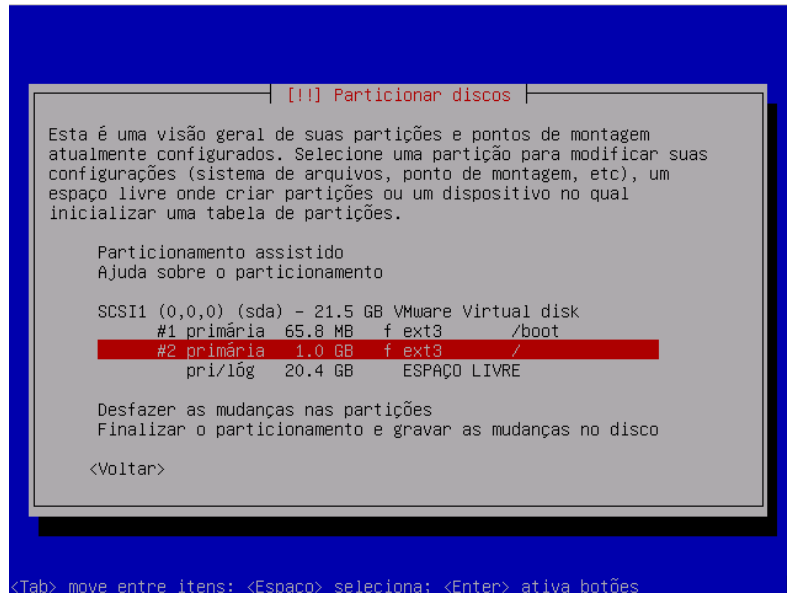 [!!] Particionar discos
Esta é uma visão geral de suas partições e pontos de montagem
atualmente configurados. Selecione uma partição para modificar suas
configurações (sistema de arquivos, ponto de montagem, etc), um
espaço livre onde criar partições ou um dispositivo no qual
inicializar uma tabela de partições.
Particionamento assistido
Ajuda sobre o particionamento
SCSI1 (0,0,0) (sda) – 21.5 GB VMware Virtual disk
#1 primária 65.8 MB f ext3 /boot
#2 primária 1.0 GB f ext3 /
pri/lóg 20.4 GB ESPAÇO LIVRE
Desfazer as mudanças nas partições
Finalizar o particionamento e gravar as mudanças no disco
<Voltar>
<Tab> move entre itens; <Espaço> seleciona; <Enter> ativa botões